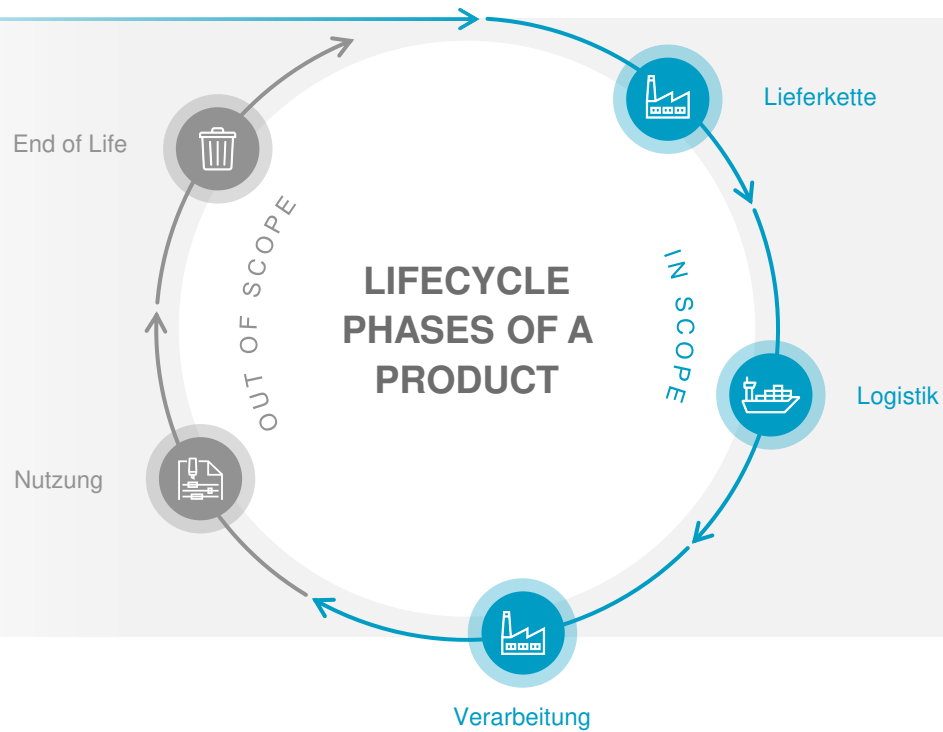 Lieferkette
End of Life
OUT OF SCOPE
LIFECYCLE
PHASES OF A
PRODUCT
IN SCOPE
Logistik
Nutzung
Verarbeitung